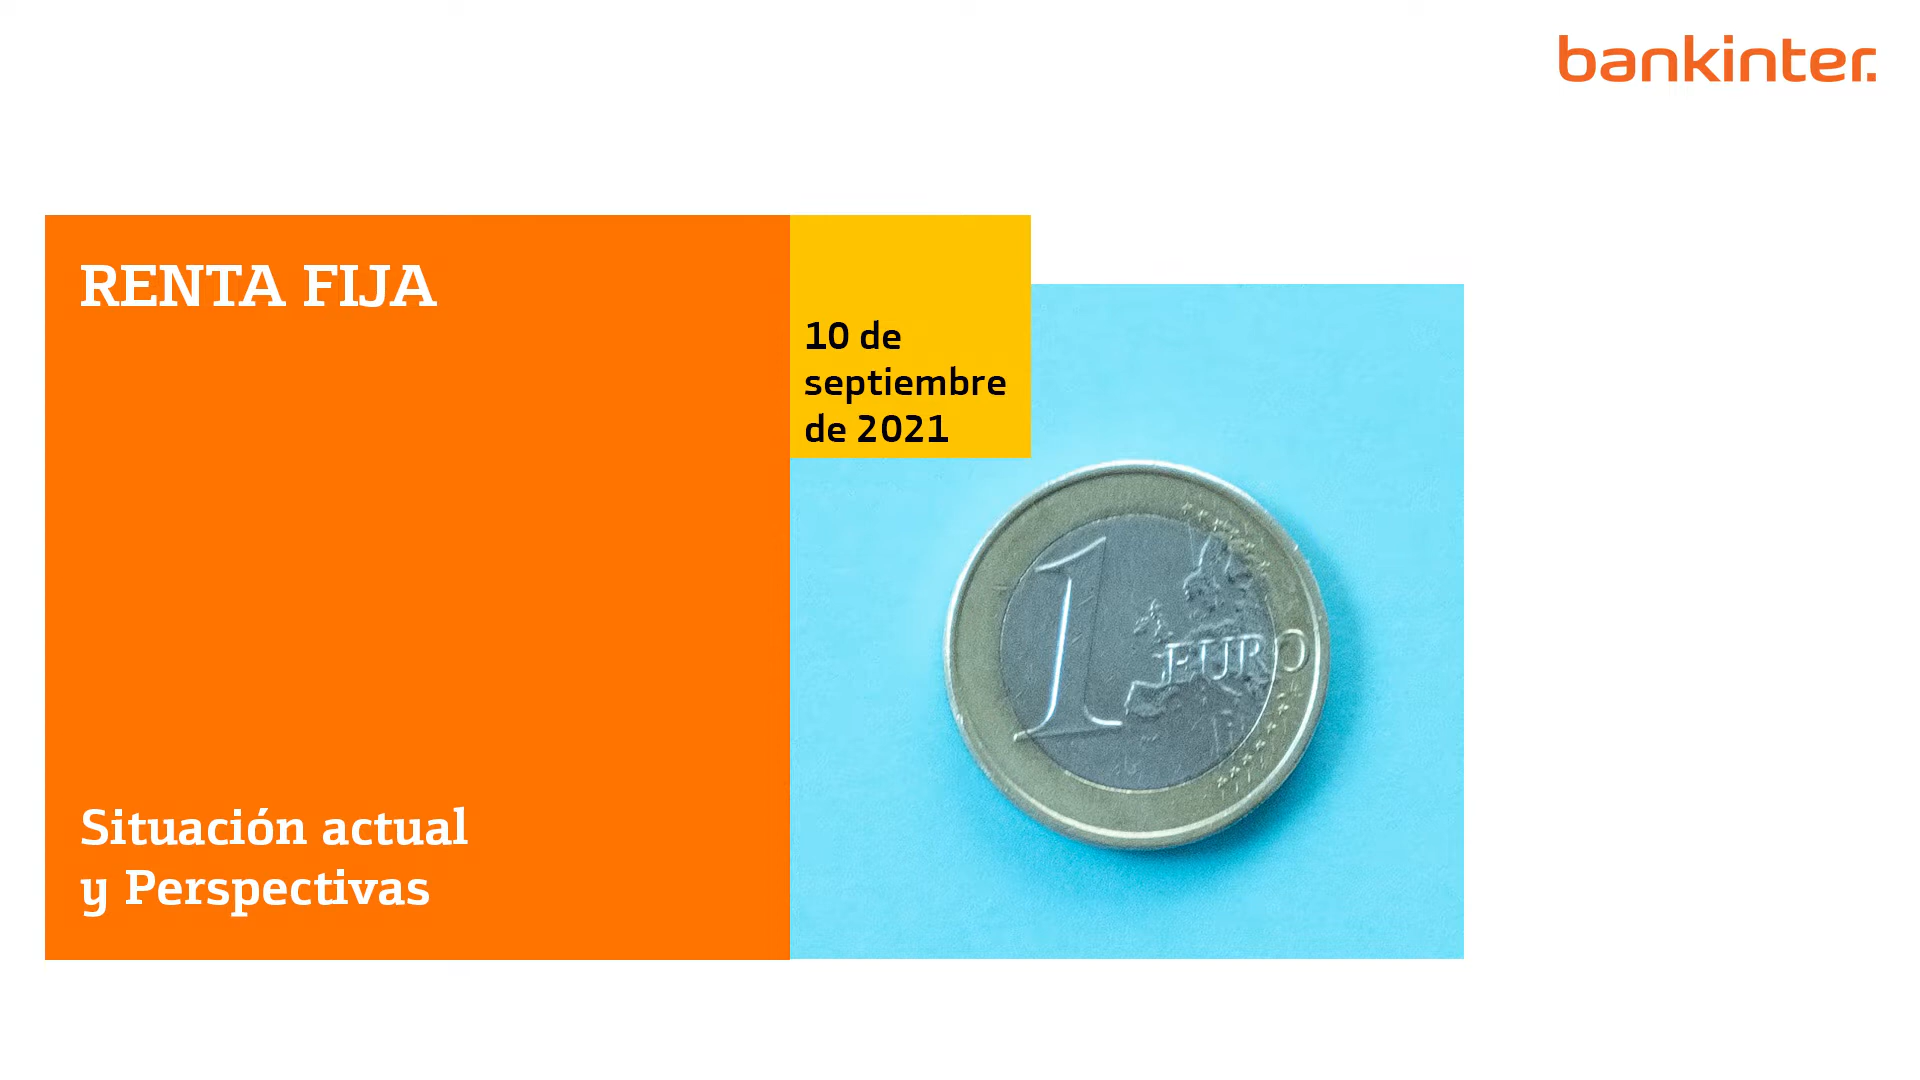 bankinter.
RENTA FIJA
10 de
septiembre
de 2021
1
EURO
Situación actual
y Perspectivas